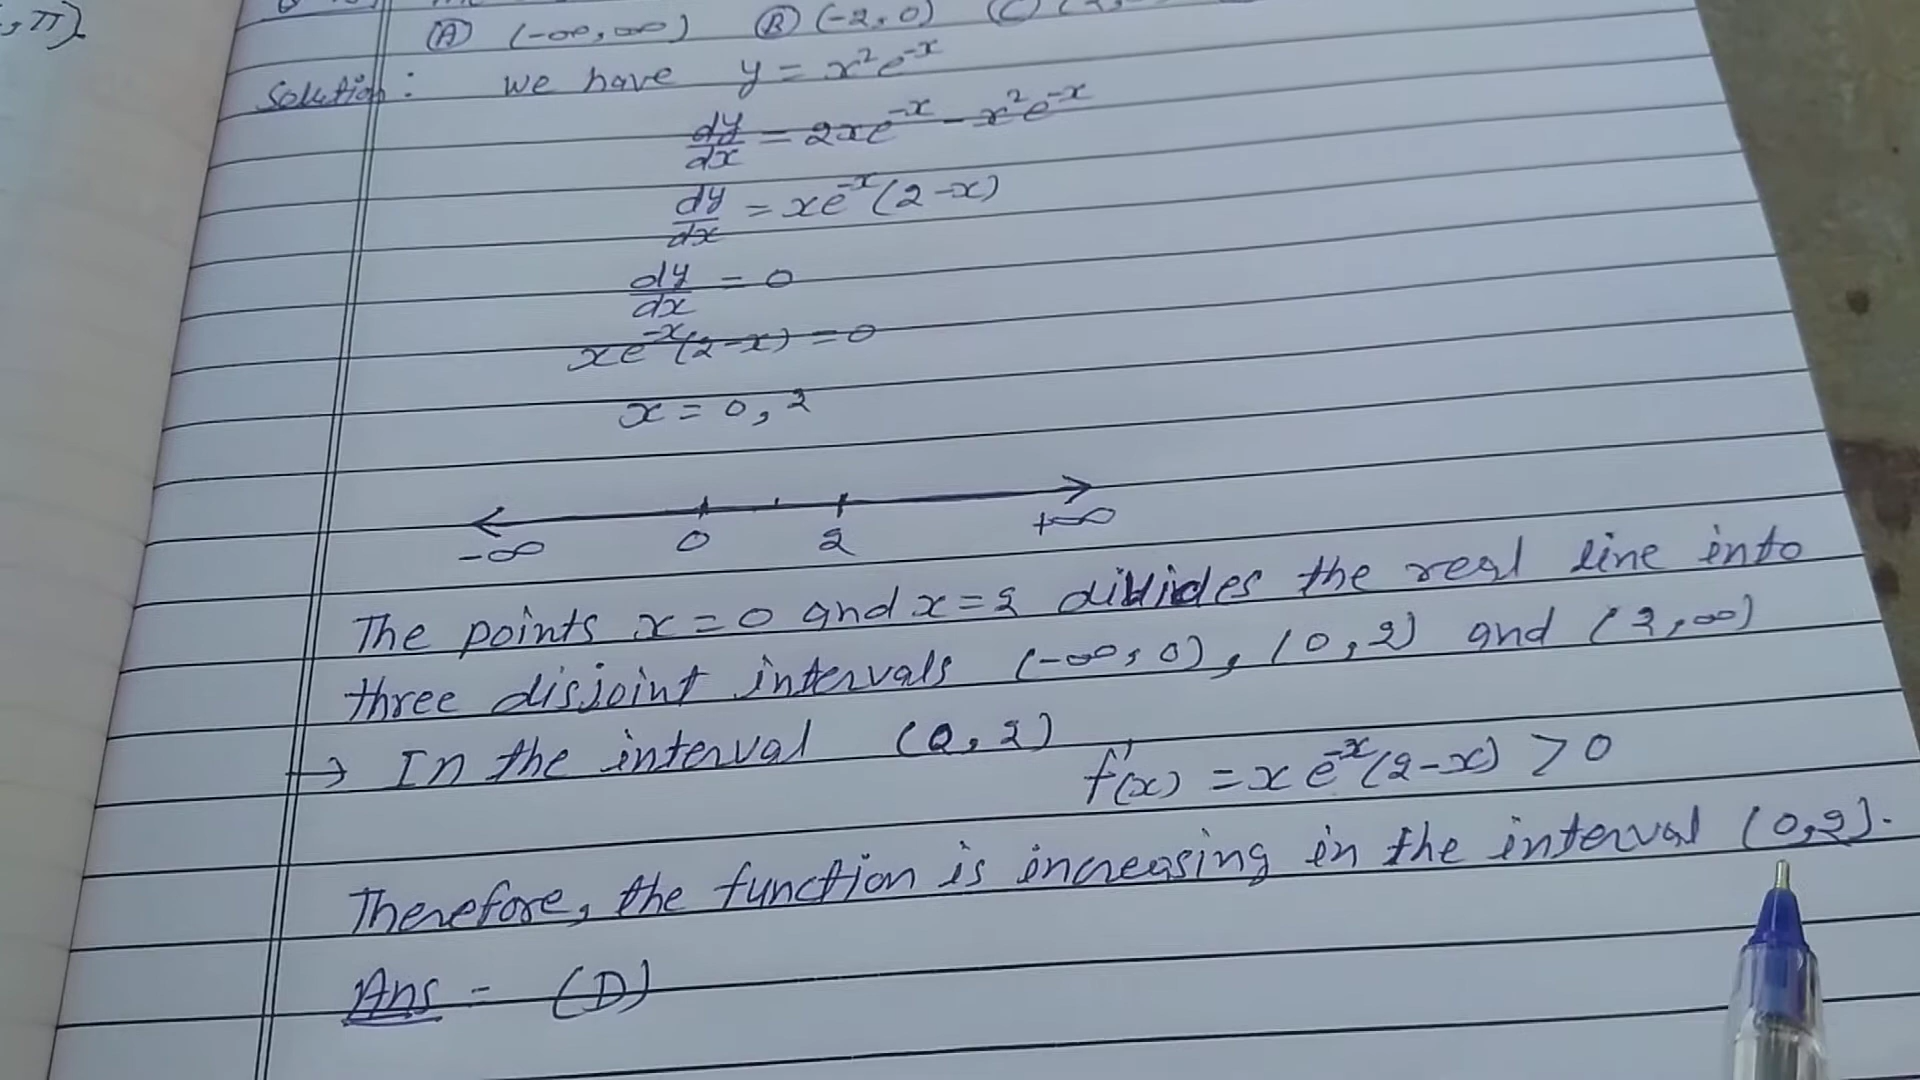 , π)
(A) (-∞, ∞) (B) (-2, 0) (C) (2,
Solution: we have y = x²e⁻ˣ
dy/dx = 2xe⁻ˣ - x²e⁻ˣ
dy/dx = xe⁻ˣ(2-x)
dy/dx = 0
xe⁻ˣ(2-x) = 0
x = 0, 2
-∞ 0 2 +∞
The points x = 0 and x = 2 divides the real line into
three disjoint intervals (-∞, 0), (0, 2) and (2, ∞)
→ In the interval (0, 2)
f'(x) = x e⁻ˣ(2-x) > 0
Therefore, the function is increasing in the interval (0,2).
Ans - (D)